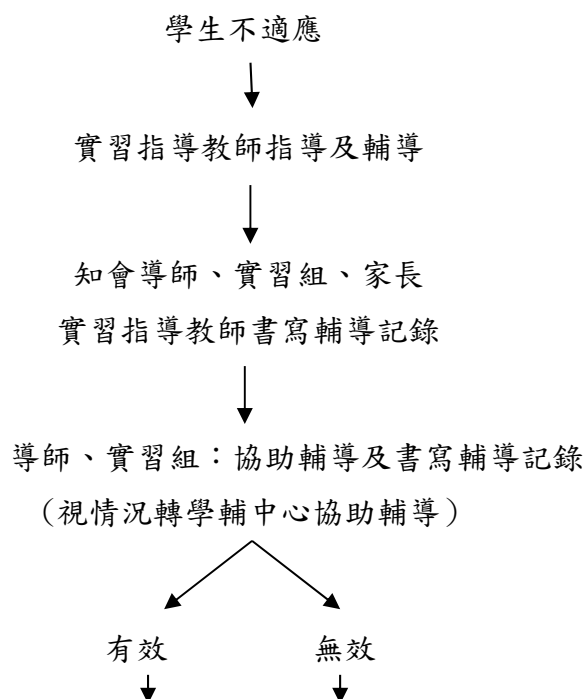 學生不適應
實習指導教師指導及輔導
知會導師、實習組、家長
實習指導教師書寫輔導記錄
導師、實習組：協助輔導及書寫輔導記錄
（視情況轉學輔中心協助輔導）
有效
無效